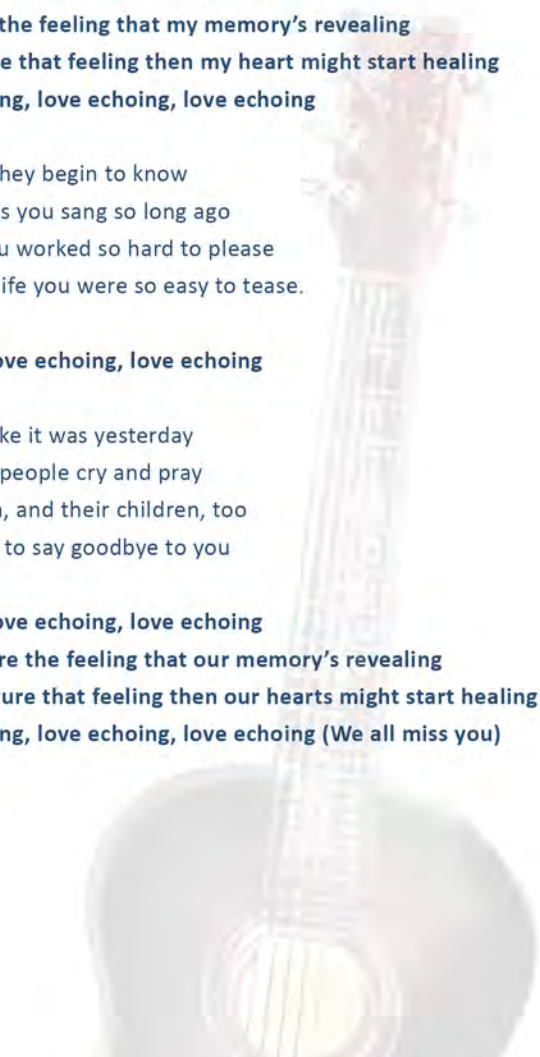 the feeling that my memory's revealing
e that feeling then my heart might start healing
ng, love echoing, love echoing
hey begin to know
s you sang so long ago
u worked so hard to please
ife you were so easy to tease.
ove echoing, love echoing
ke it was yesterday
people cry and pray
, and their children, too
to say goodbye to you
ove echoing, love echoing
re the feeling that our memory's revealing
ure that feeling then our hearts might start healing
ng, love echoing, love echoing (We all miss you)